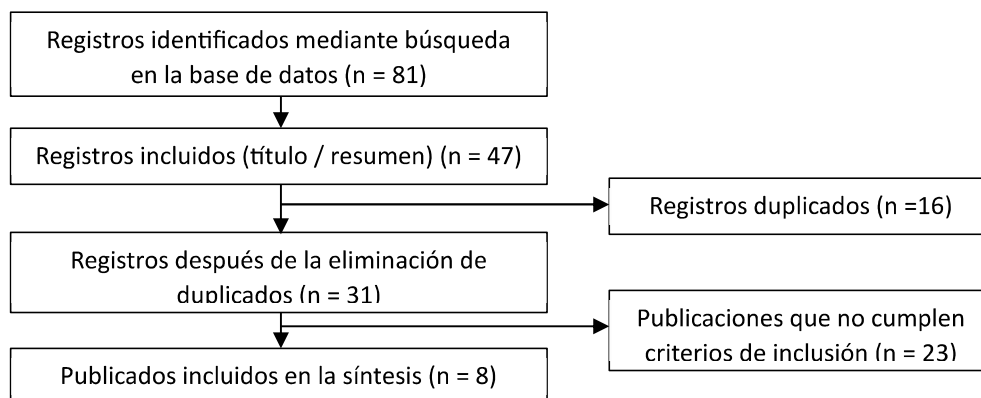 Registros identificados mediante búsqueda
en la base de datos (n = 81)
Registros incluidos (título / resumen) (n = 47)
Registros duplicados (n =16)
Registros después de la eliminación de
duplicados (n = 31)
Publicaciones que no cumplen
criterios de inclusión (n = 23)
Publicados incluidos en la síntesis (n = 8)